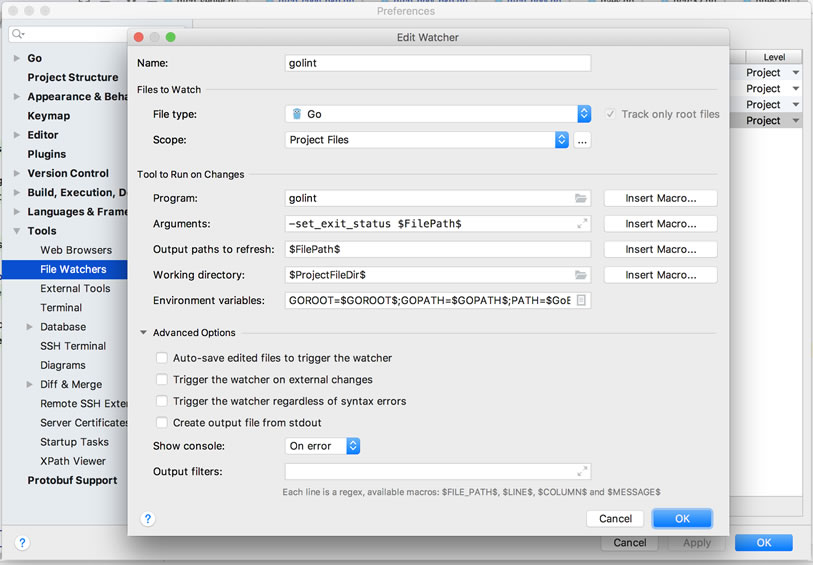 Preferences
Edit Watcher
Name:
golint
Files to Watch
File type:
Go
Track only root files
Scope:
Project Files
...
Tool to Run on Changes
Program:
golint
Insert Macro...
Arguments:
-set_exit_status $FilePath$
Insert Macro...
Output paths to refresh:
$FilePath$
Insert Macro...
Working directory:
$ProjectFileDir$
Insert Macro...
Environment variables:
GOROOT=$GOROOT$;GOPATH=$GOPATH$;PATH=$GoB
Advanced Options
Auto-save edited files to trigger the watcher
Trigger the watcher on external changes
Trigger the watcher regardless of syntax errors
Create output file from stdout
Show console:
On error
Output filters:
Each line is a regex, available macros: $FILE_PATH$, $LINE$, $COLUMN$ and $MESSAGE$
?
Cancel
OK
Go
Project Structure
Appearance & Beha
Keymap
Editor
Plugins
Version Control
Build, Execution, D
Languages & Frame
Tools
Web Browsers
File Watchers
External Tools
Terminal
Database
SSH Terminal
Diagrams
Diff & Merge
Remote SSH Exter
Server Certificates
Startup Tasks
XPath Viewer
Protobuf Support
Level
Project
Project
Project
Project
?
Cancel
Apply
OK